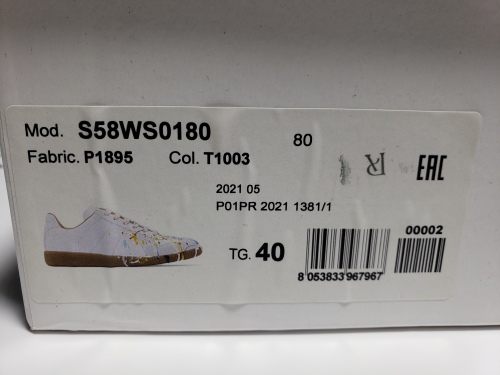 Mod. S58WS0180
80
Fabric. P1895 Col. T1003
EAC
2021 05
P01PR 2021 1381/1
TG. 40
00002
8 053833 967967